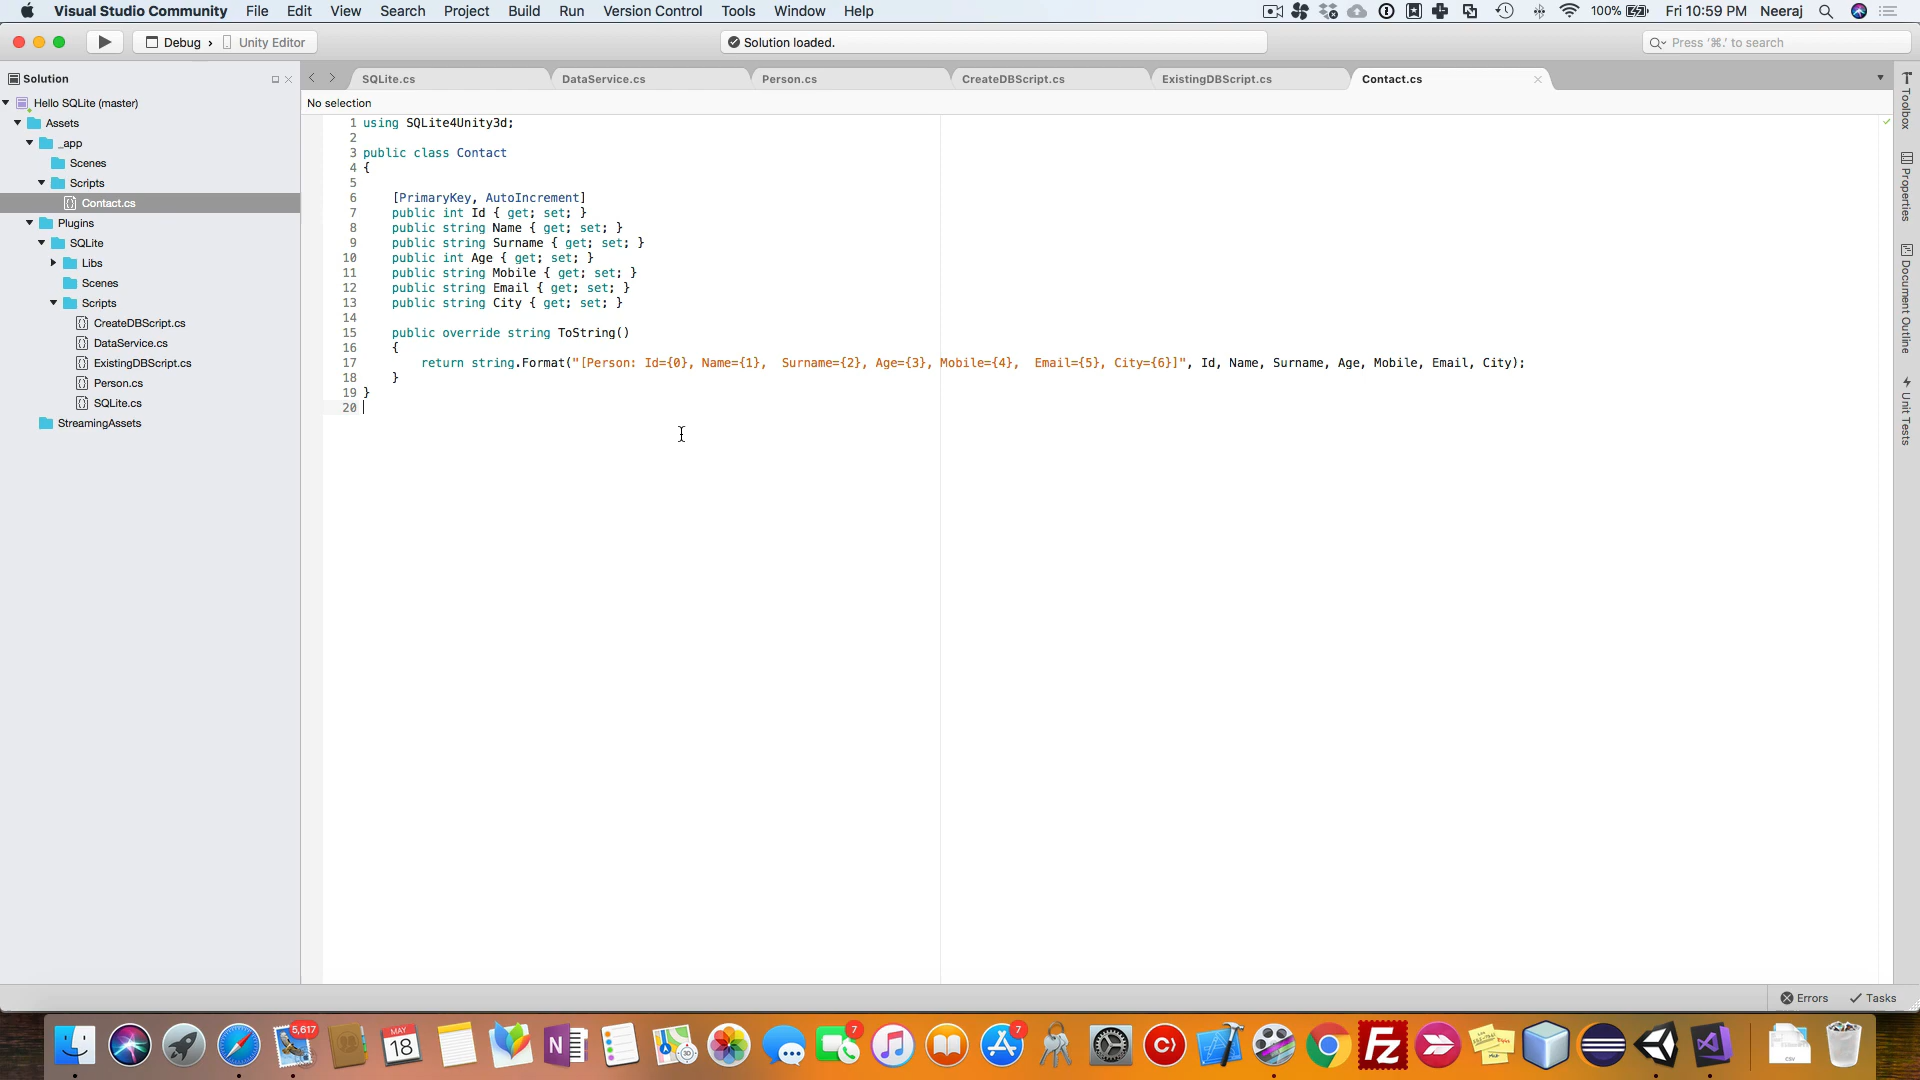 Visual Studio Community File Edit View Search Project Build Run Version Control Tools Window Help 100% Fri 10:59 PM Neeraj
Debug › Unity Editor
Solution loaded.
Press '⌘.' to search
Solution
SQLite.cs DataService.cs Person.cs CreateDBScript.cs ExistingDBScript.cs Contact.cs
Hello SQLite (master)
Assets
_app
Scenes
Scripts
Contact.cs
Plugins
SQLite
Libs
Scenes
Scripts
CreateDBScript.cs
DataService.cs
ExistingDBScript.cs
Person.cs
SQLite.cs
StreamingAssets
No selection
1 using SQLite4Unity3d;
2
3 public class Contact
4 {
5
6 [PrimaryKey, AutoIncrement]
7 public int Id { get; set; }
8 public string Name { get; set; }
9 public string Surname { get; set; }
10 public int Age { get; set; }
11 public string Mobile { get; set; }
12 public string Email { get; set; }
13 public string City { get; set; }
14
15 public override string ToString()
16 {
17 return string.Format("[Person: Id={0}, Name={1},  Surname={2}, Age={3}, Mobile={4},  Email={5}, City={6}]", Id, Name, Surname, Age, Mobile, Email, City);
18 }
19 }
20
Toolbox
Properties
Document Outline
Unit Tests
Errors Tasks
5,617
MAY
18
7
7
CSV